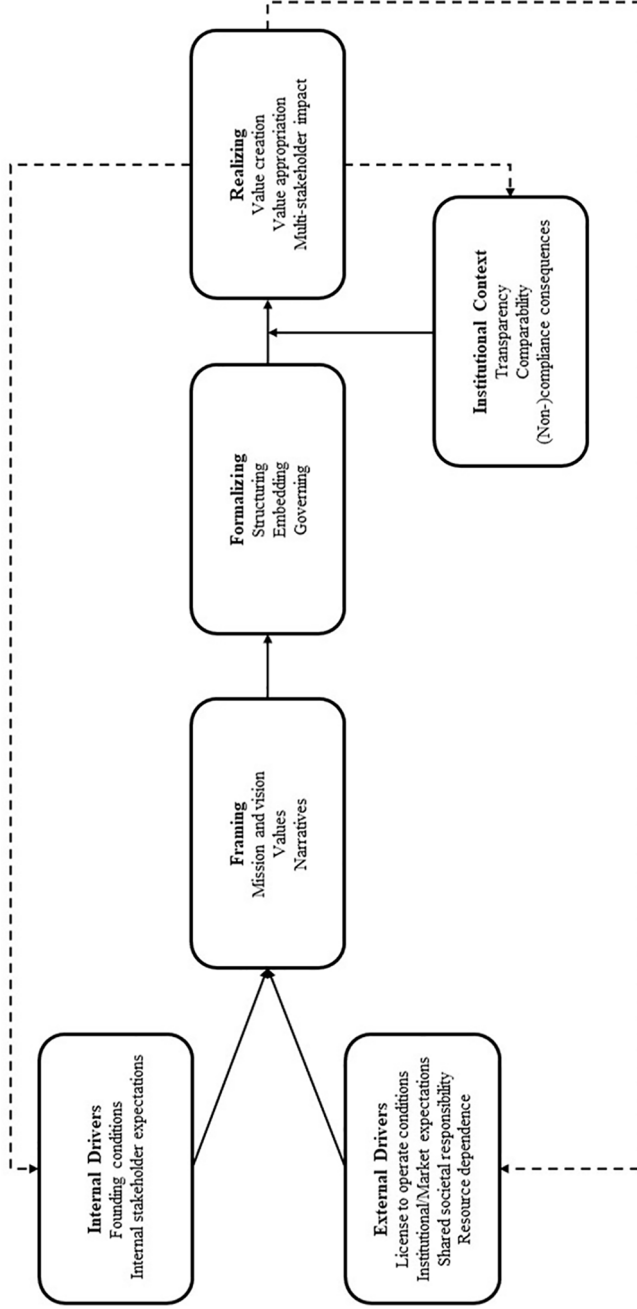 Internal Drivers
Founding conditions
Internal stakeholder expectations
External Drivers
License to operate conditions
Institutional/Market expectations
Shared societal responsibility
Resource dependence
Framing
Mission and vision
Values
Narratives
Formalizing
Structuring
Embedding
Governing
Institutional Context
Transparency
Comparability
(Non-)compliance consequences
Realizing
Value creation
Value appropriation
Multi-stakeholder impact